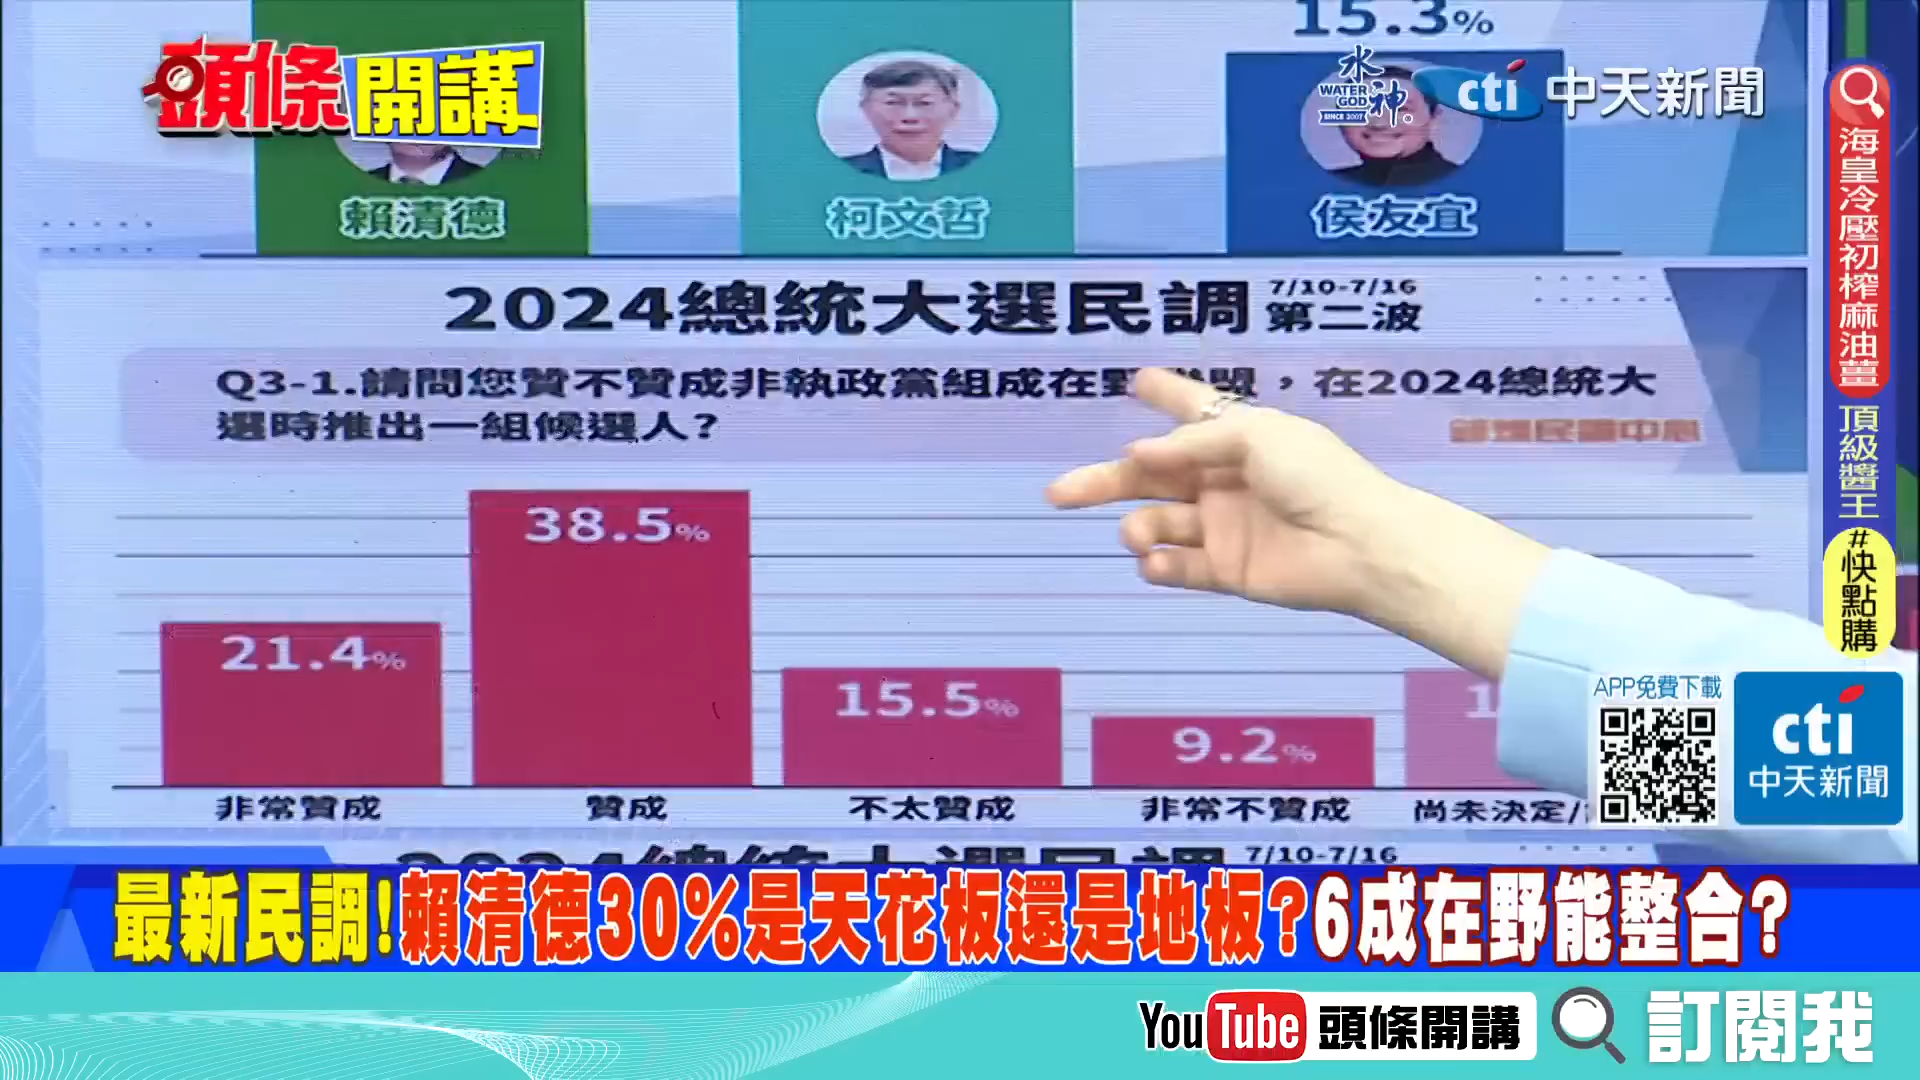 頭條開講
15.3%
水神
WATER GOD
SINCE 2007
cti 中天新聞
賴清德
柯文哲
侯友宜
2024總統大選民調
7/10-7/16
第二波
Q3-1.請問您贊不贊成非執政黨組成在野聯盟，在2024總統大
選時推出一組候選人？
21.4%
38.5%
15.5%
9.2%
非常贊成
贊成
不太贊成
非常不贊成
尚未決定/
7/10-7/16
海皇冷壓初榨麻油薑
頂級醬王
#快點購
APP免費下載
cti
中天新聞
最新民調!賴清德30%是天花板還是地板?6成在野能整合?
YouTube 頭條開講
訂閱我